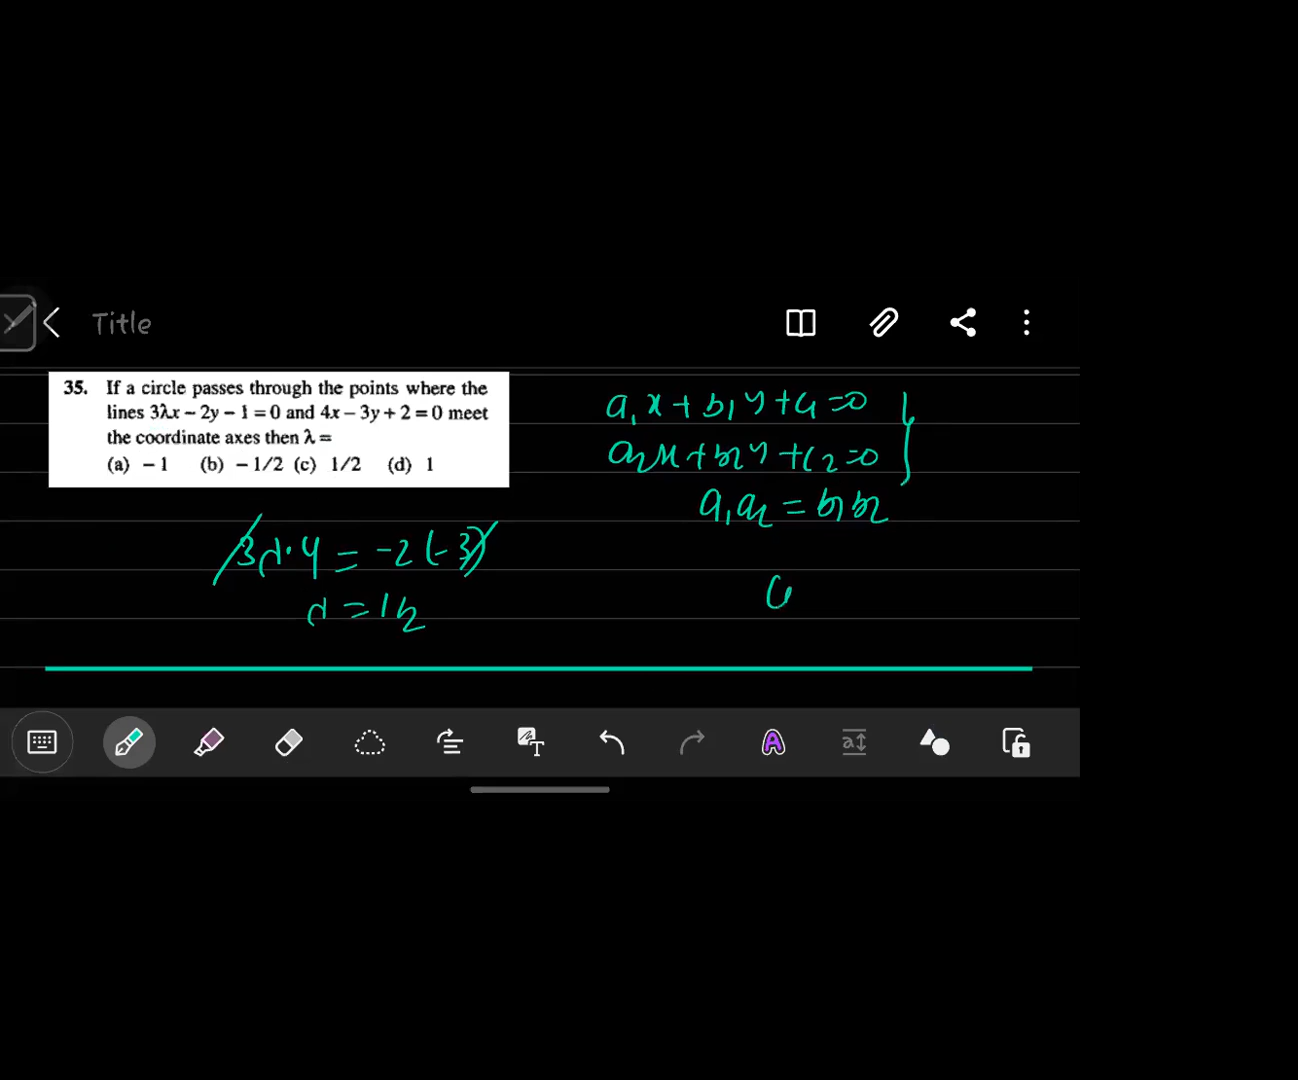 Title
35. If a circle passes through the points where the
lines 3λx – 2y – 1 = 0 and 4x – 3y + 2 = 0 meet
the coordinate axes then λ =
(a) – 1 (b) – 1/2 (c) 1/2 (d) 1
a₁x + b₁y + c₁ = 0
a₂x + b₂y + c₂ = 0
a₁a₂ = b₁b₂
3λ·4 = -2(-3)
λ = 1/2
C
T
A
a